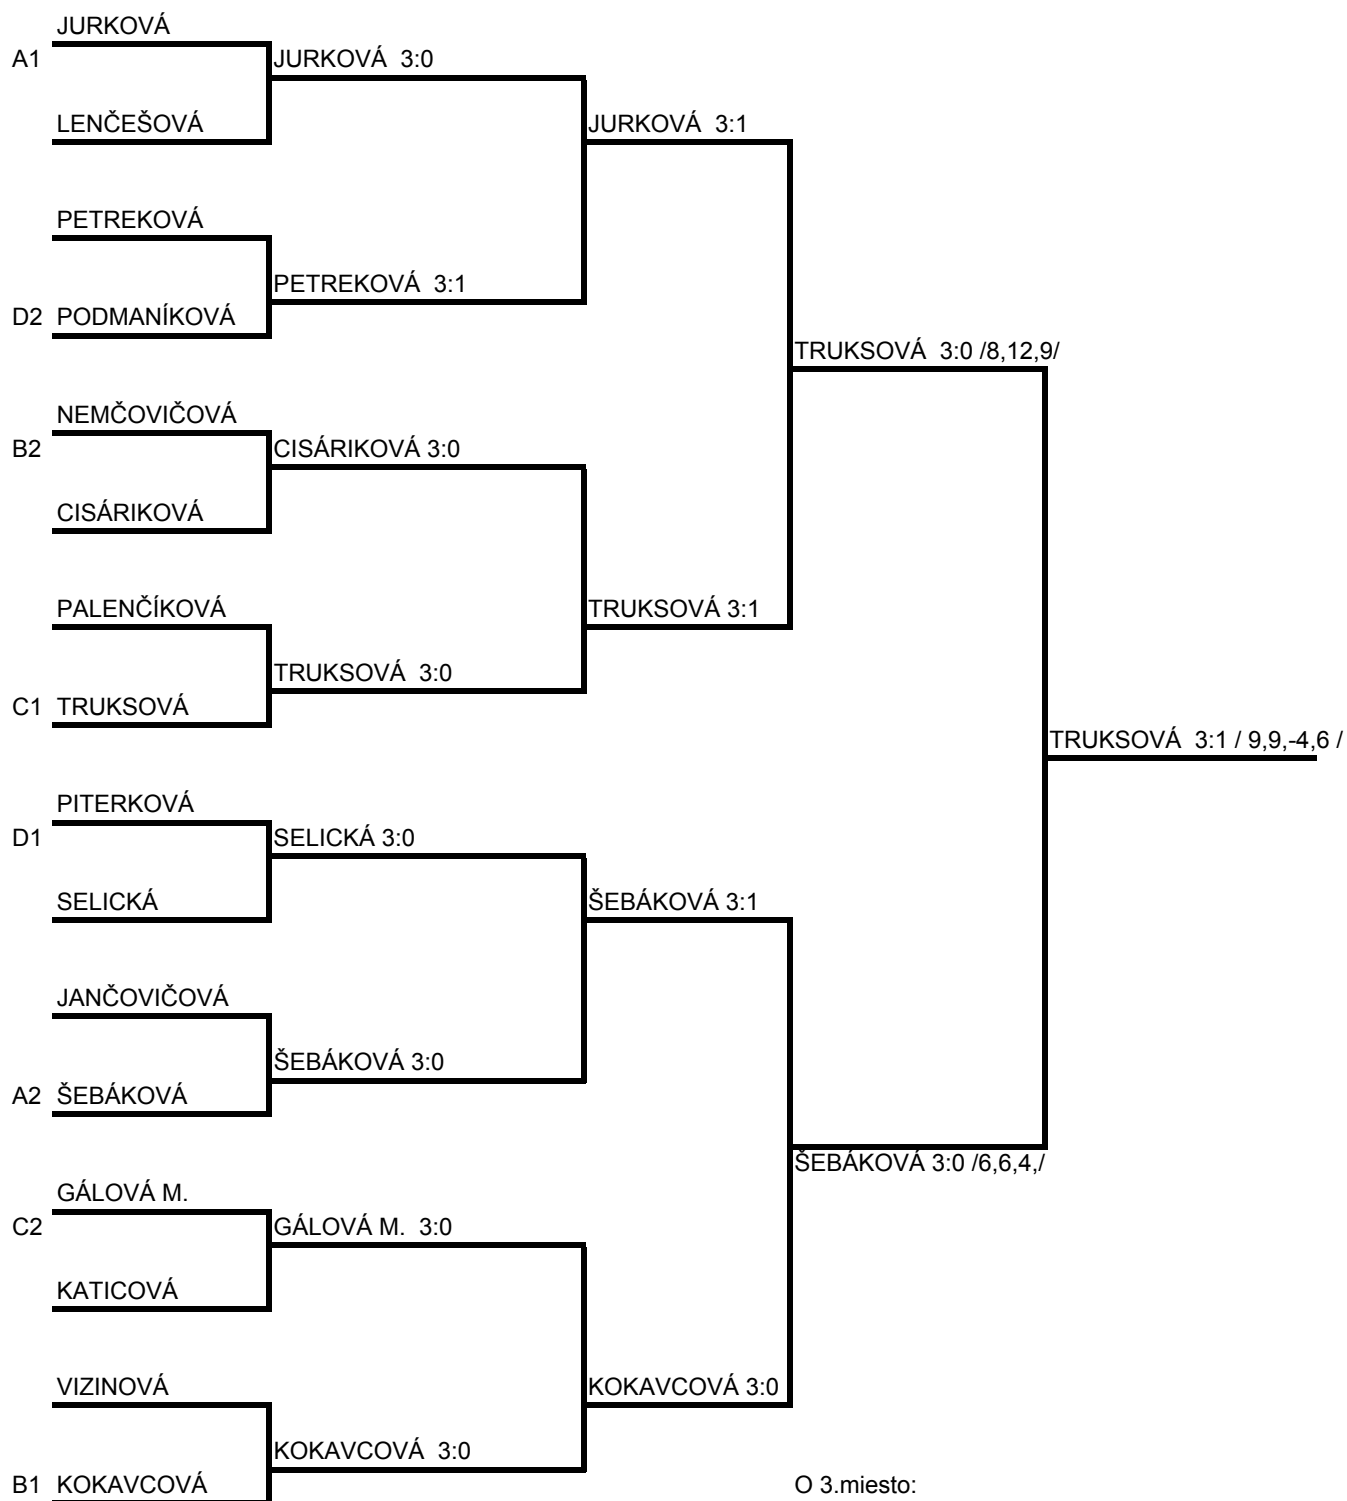 JURKOVÁ
A1
JURKOVÁ  3:0
LENČEŠOVÁ
JURKOVÁ  3:1
PETREKOVÁ
PETREKOVÁ  3:1
D2 PODMANÍKOVÁ
TRUKSOVÁ  3:0 /8,12,9/
NEMČOVIČOVÁ
B2
CISÁRIKOVÁ 3:0
CISÁRIKOVÁ
PALENČÍKOVÁ
TRUKSOVÁ 3:1
TRUKSOVÁ  3:0
C1 TRUKSOVÁ
TRUKSOVÁ  3:1 / 9,9,-4,6 /
PITERKOVÁ
D1
SELICKÁ 3:0
SELICKÁ
ŠEBÁKOVÁ 3:1
JANČOVIČOVÁ
ŠEBÁKOVÁ 3:0
A2 ŠEBÁKOVÁ
ŠEBÁKOVÁ 3:0 /6,6,4,/
GÁLOVÁ M.
C2
GÁLOVÁ M.  3:0
KATICOVÁ
VIZINOVÁ
KOKAVCOVÁ 3:0
KOKAVCOVÁ  3:0
B1 KOKAVCOVÁ
O 3.miesto: